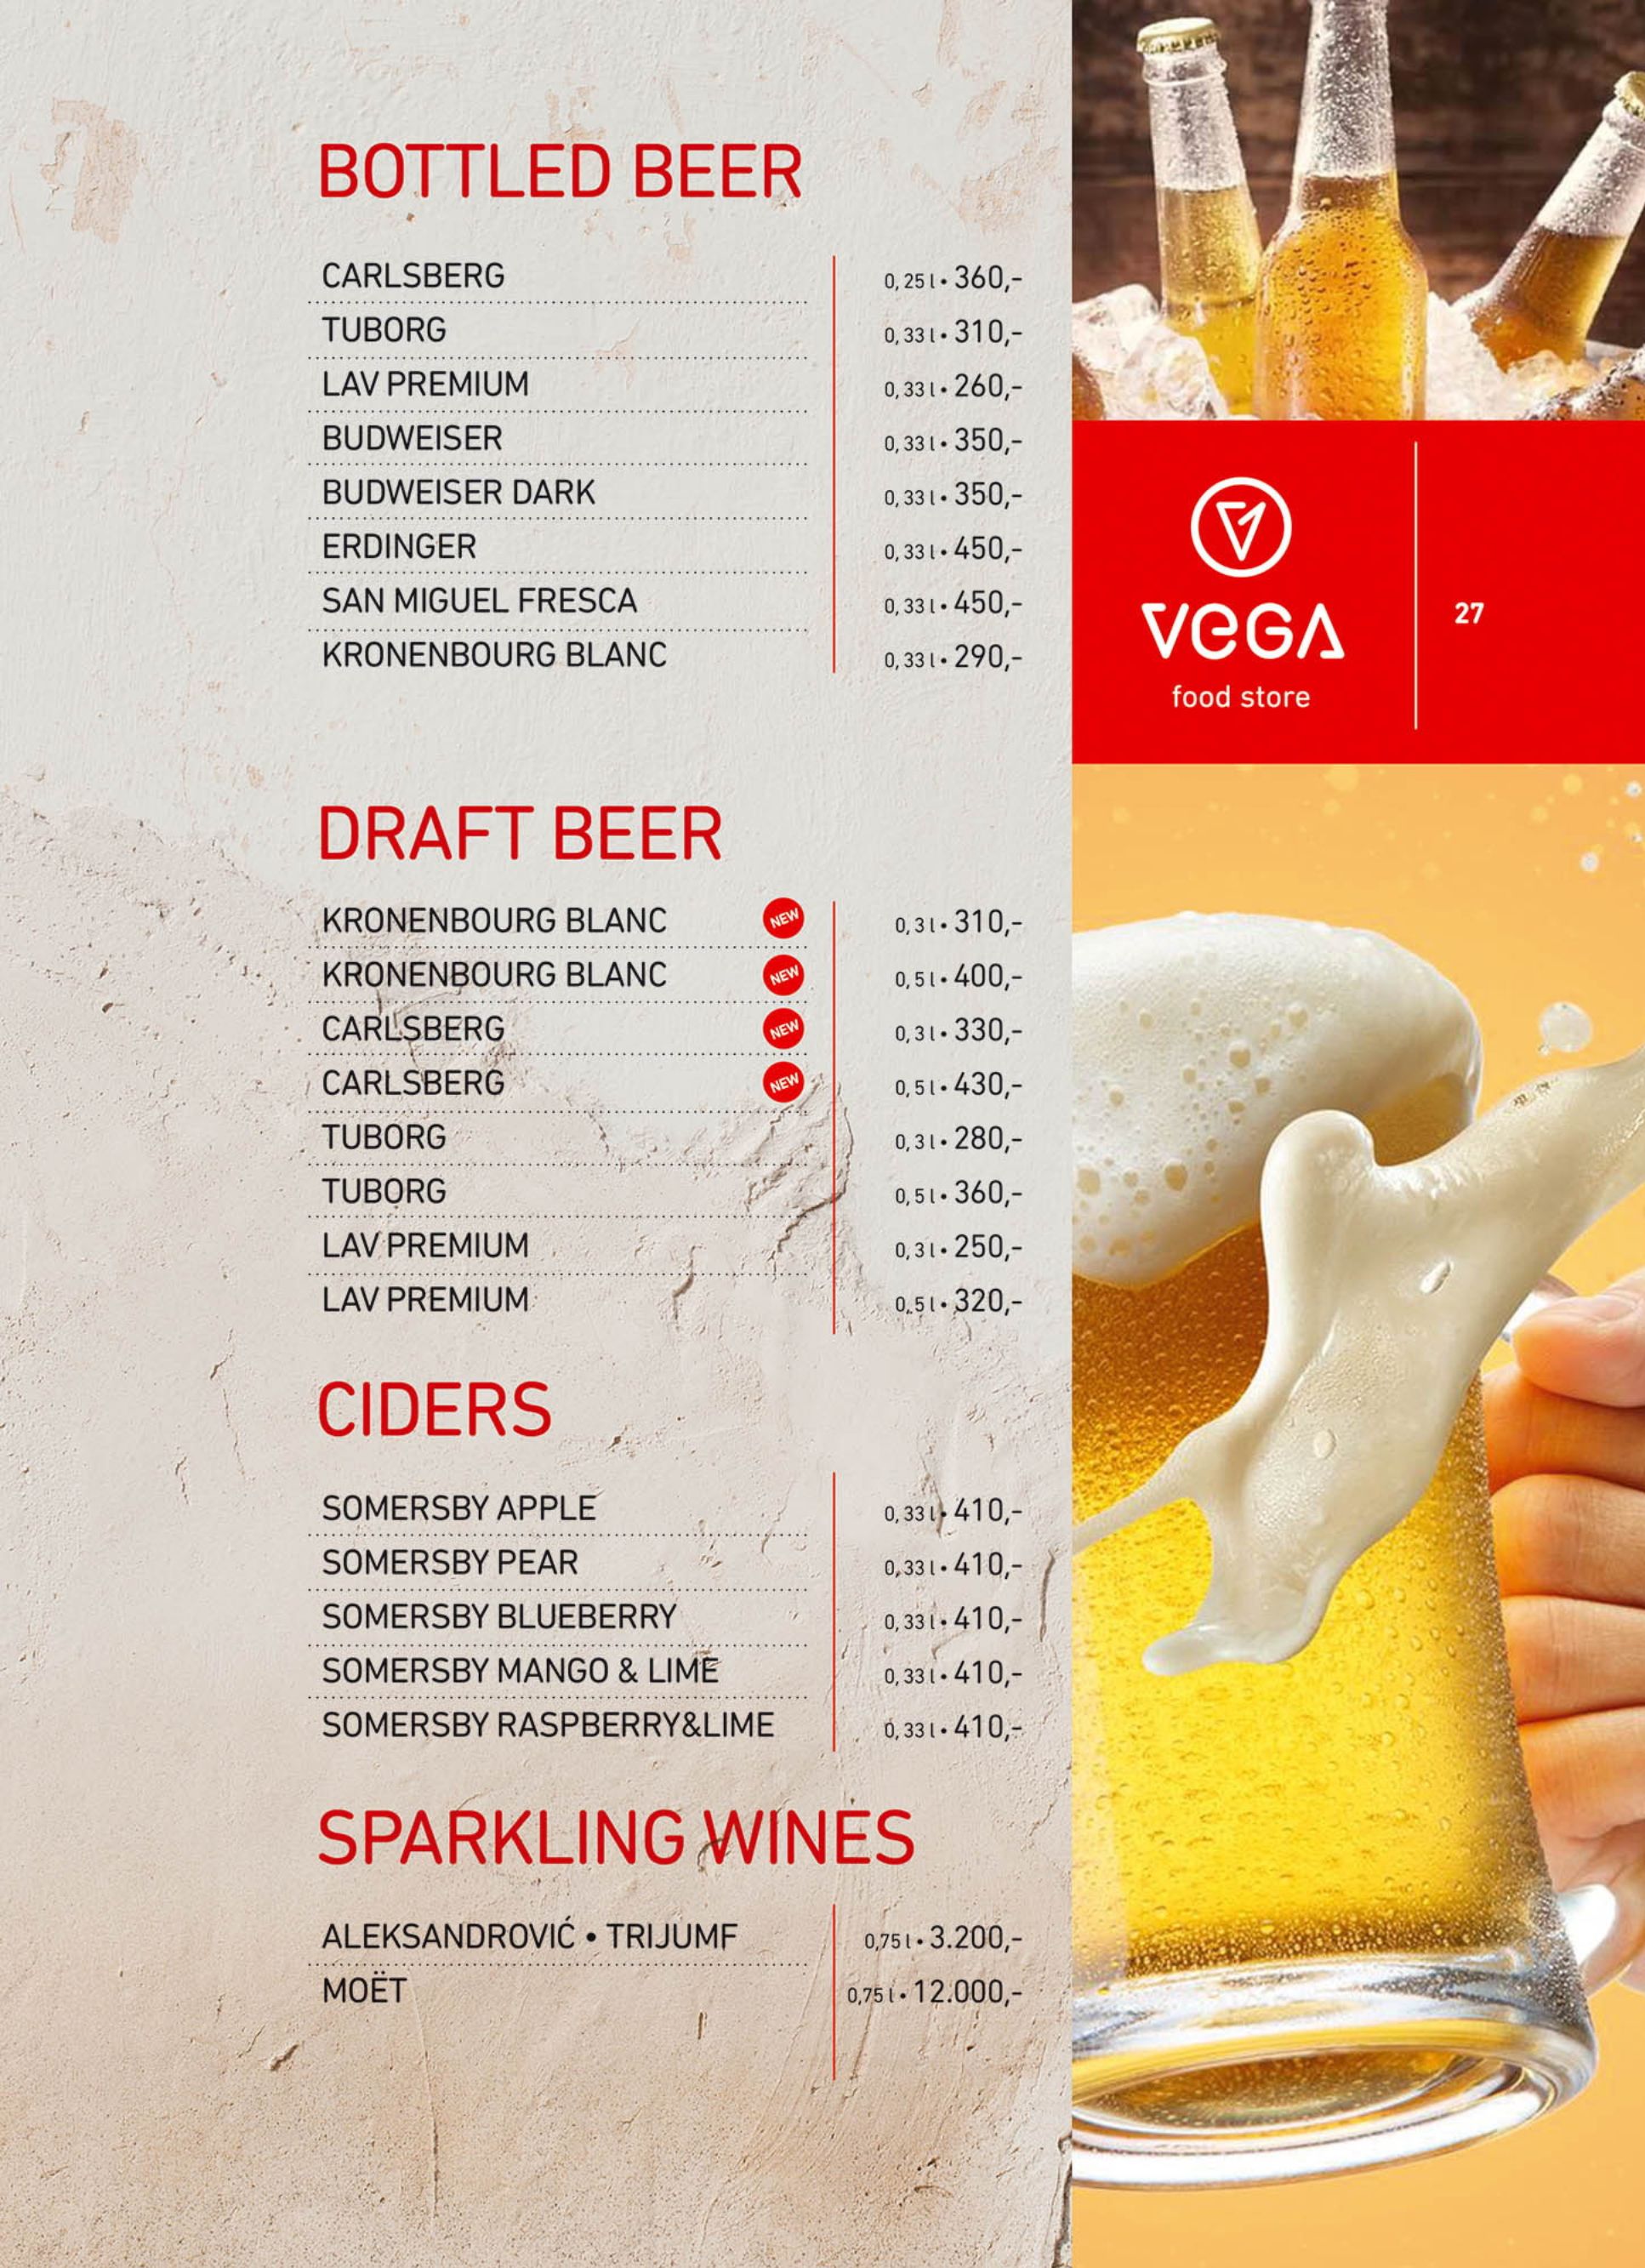 BOTTLED BEER
CARLSBERG 0,25 l • 360,-
TUBORG 0,33 l • 310,-
LAV PREMIUM 0,33 l • 260,-
BUDWEISER 0,33 l • 350,-
BUDWEISER DARK 0,33 l • 350,-
ERDINGER 0,33 l • 450,-
SAN MIGUEL FRESCA 0,33 l • 450,-
KRONENBOURG BLANC 0,33 l • 290,-
VEGA
food store
27
DRAFT BEER
KRONENBOURG BLANC NEW 0,3 l • 310,-
KRONENBOURG BLANC NEW 0,5 l • 400,-
CARLSBERG NEW 0,3 l • 330,-
CARLSBERG NEW 0,5 l • 430,-
TUBORG 0,3 l • 280,-
TUBORG 0,5 l • 360,-
LAV PREMIUM 0,3 l • 250,-
LAV PREMIUM 0,5 l • 320,-
CIDERS
SOMERSBY APPLE 0,33 l • 410,-
SOMERSBY PEAR 0,33 l • 410,-
SOMERSBY BLUEBERRY 0,33 l • 410,-
SOMERSBY MANGO & LIME 0,33 l • 410,-
SOMERSBY RASPBERRY&LIME 0,33 l • 410,-
SPARKLING WINES
ALEKSANDROVIĆ • TRIJUMF 0,75 l • 3.200,-
MOËT 0,75 l • 12.000,-